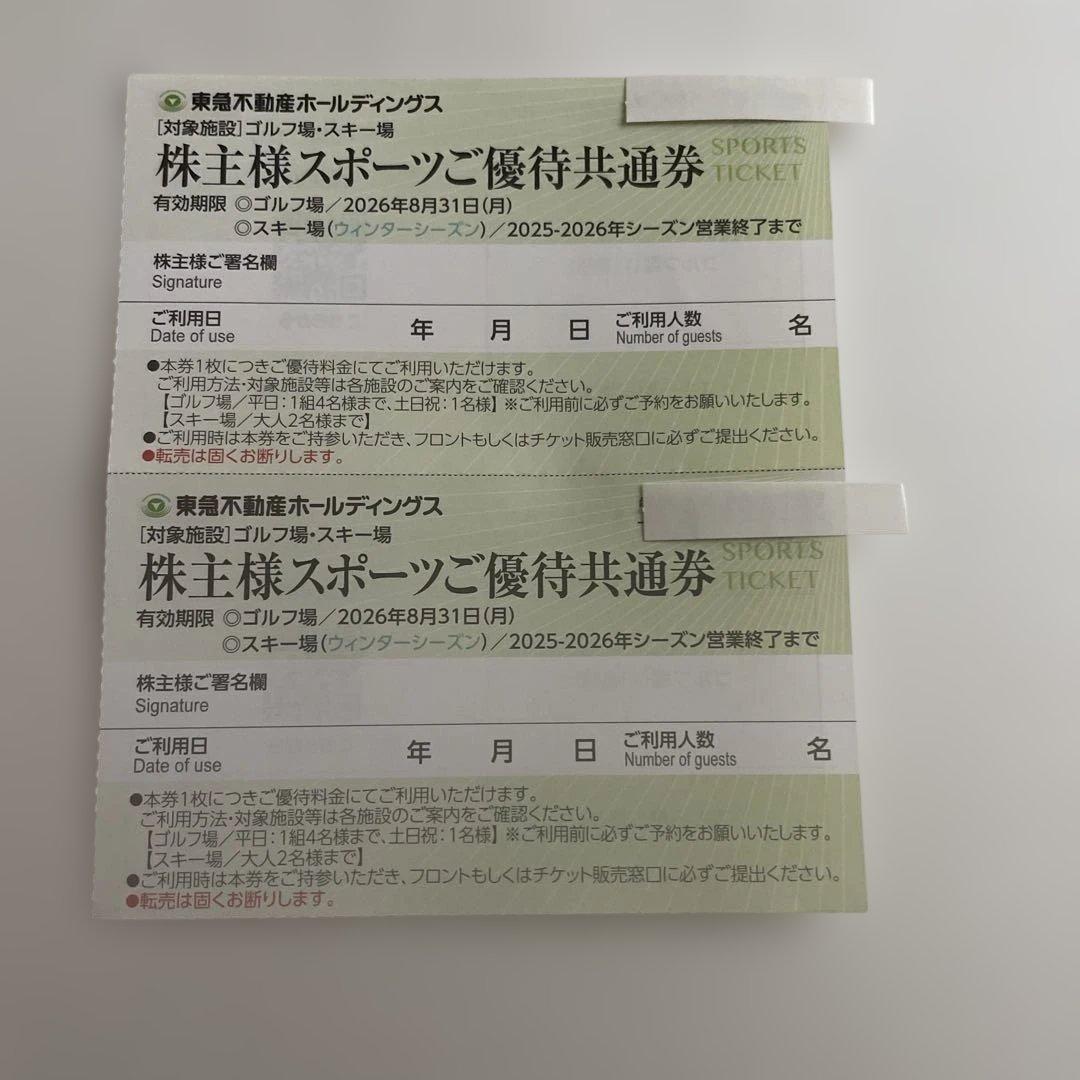 東急不動産ホールディングス
[対象施設]ゴルフ場・スキー場
株主様スポーツご優待共通券
SPORTS
TICKET
有効期限 ◎ゴルフ場／2026年8月31日(月)
◎スキー場(ウィンターシーズン)／2025-2026年シーズン営業終了まで
株主様ご署名欄
Signature
ご利用日 年 月 日 ご利用人数 名
Date of use Number of guests
●本券1枚につきご優待料金にてご利用いただけます。
ご利用方法・対象施設等は各施設のご案内をご確認ください。
【ゴルフ場／平日：1組4名様まで、土日祝：1名様】※ご利用前に必ずご予約をお願いいたします。
【スキー場／大人2名様まで】
●ご利用時は本券をご持参いただき、フロントもしくはチケット販売窓口に必ずご提出ください。
●転売は固くお断りします。
東急不動産ホールディングス
[対象施設]ゴルフ場・スキー場
株主様スポーツご優待共通券
SPORTS
TICKET
有効期限 ◎ゴルフ場／2026年8月31日(月)
◎スキー場(ウィンターシーズン)／2025-2026年シーズン営業終了まで
株主様ご署名欄
Signature
ご利用日 年 月 日 ご利用人数 名
Date of use Number of guests
●本券1枚につきご優待料金にてご利用いただけます。
ご利用方法・対象施設等は各施設のご案内をご確認ください。
【ゴルフ場／平日：1組4名様まで、土日祝：1名様】※ご利用前に必ずご予約をお願いいたします。
【スキー場／大人2名様まで】
●ご利用時は本券をご持参いただき、フロントもしくはチケット販売窓口に必ずご提出ください。
●転売は固くお断りします。